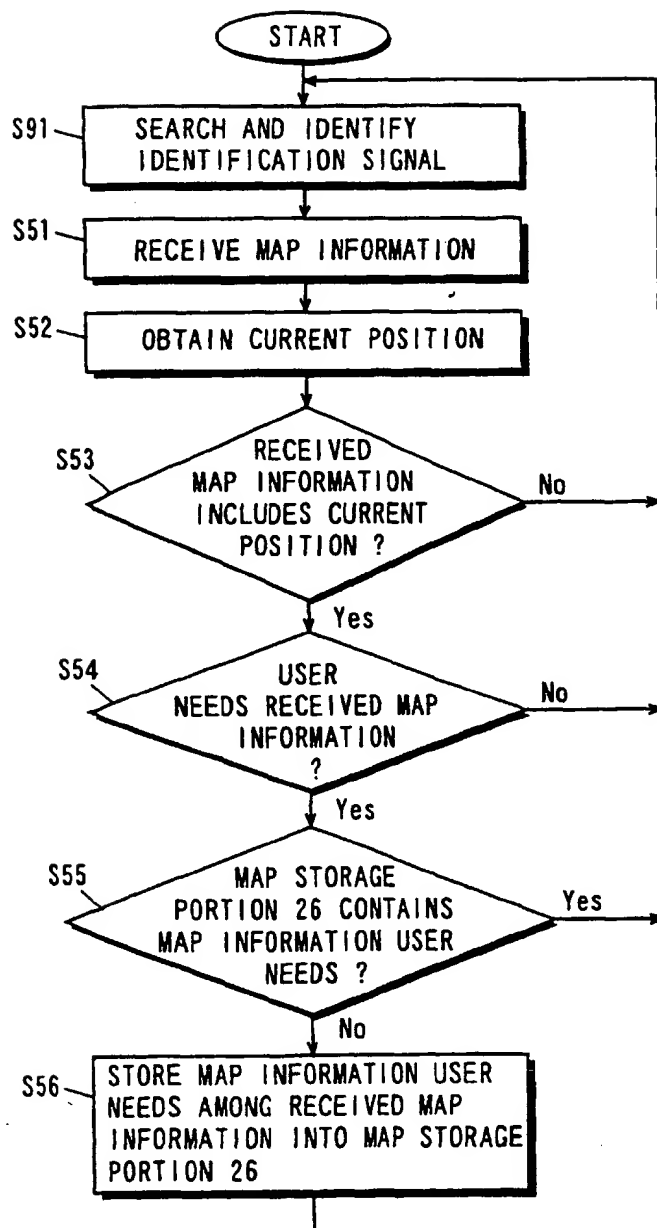 START
S91
SEARCH AND IDENTIFY
IDENTIFICATION SIGNAL
S51
RECEIVE MAP INFORMATION
S52
OBTAIN CURRENT POSITION
S53
RECEIVED
MAP INFORMATION
INCLUDES CURRENT
POSITION ?
No
Yes
S54
USER
NEEDS RECEIVED MAP
INFORMATION
?
No
Yes
S55
MAP STORAGE
PORTION 26 CONTAINS
MAP INFORMATION USER
NEEDS ?
Yes
No
S56
STORE MAP INFORMATION USER
NEEDS AMONG RECEIVED MAP
INFORMATION INTO MAP STORAGE
PORTION 26